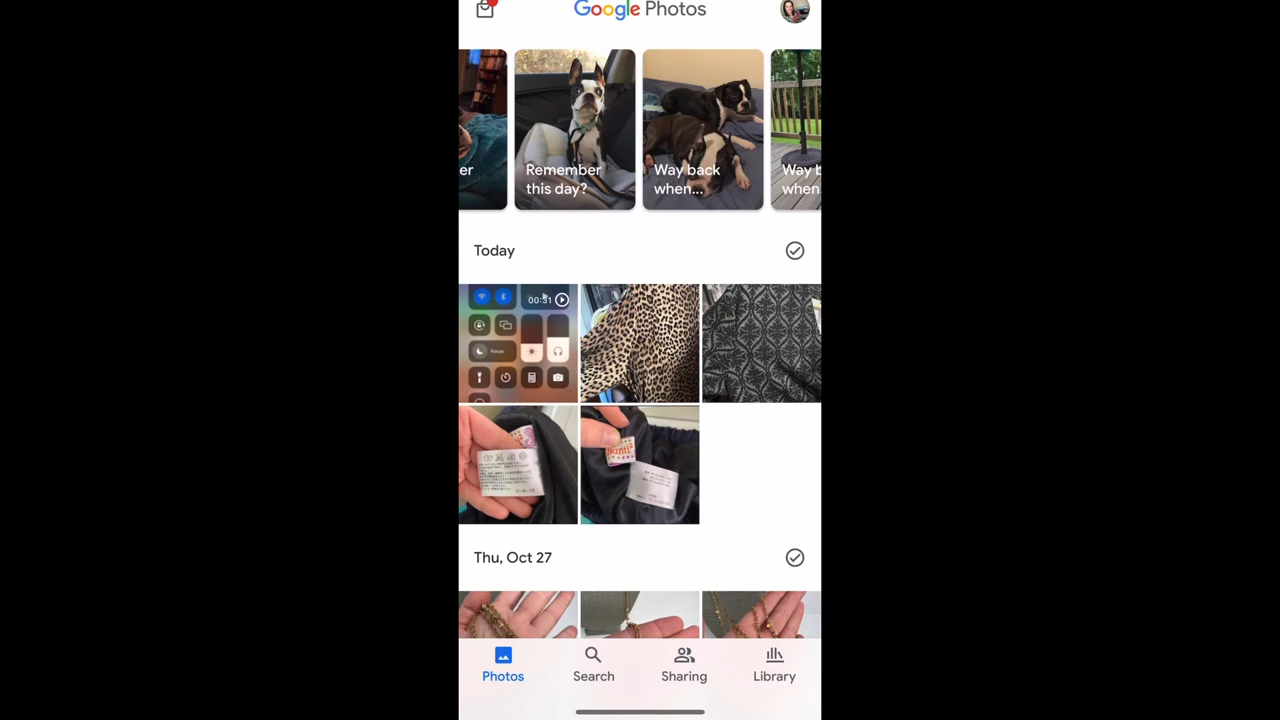 Google Photos
er
Remember
this day?
Way back
when...
Way b
when
Today
00:31
Focus
Thu, Oct 27
Photos
Search
Sharing
Library